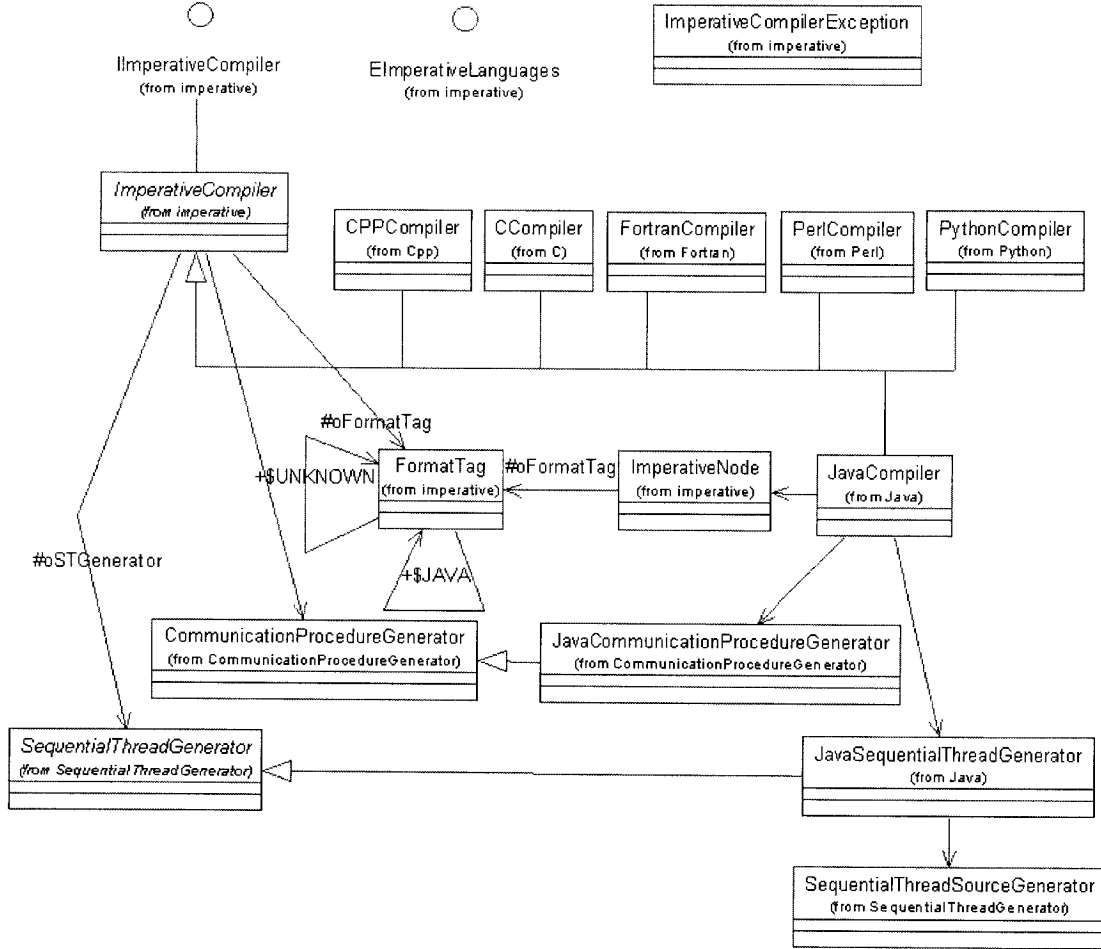 IImperativeCompiler
(from imperative)
EImperativeLanguages
(from imperative)
ImperativeCompilerException
(from imperative)
ImperativeCompiler
(from imperative)
CPPCompiler
(from Cpp)
CCompiler
(from C)
FortranCompiler
(from Fortran)
PerlCompiler
(from Perl)
PythonCompiler
(from Python)
#oFormatTag
+$UNKNOWN
FormatTag
(from imperative)
#oFormatTag
ImperativeNode
(from imperative)
JavaCompiler
(from Java)
#oSTGenerator
+$JAVA
CommunicationProcedureGenerator
(from CommunicationProcedureGenerator)
JavaCommunicationProcedureGenerator
(from CommunicationProcedureGenerator)
SequentialThreadGenerator
(from SequentialThreadGenerator)
JavaSequentialThreadGenerator
(from Java)
SequentialThreadSourceGenerator
(from SequentialThreadGenerator)